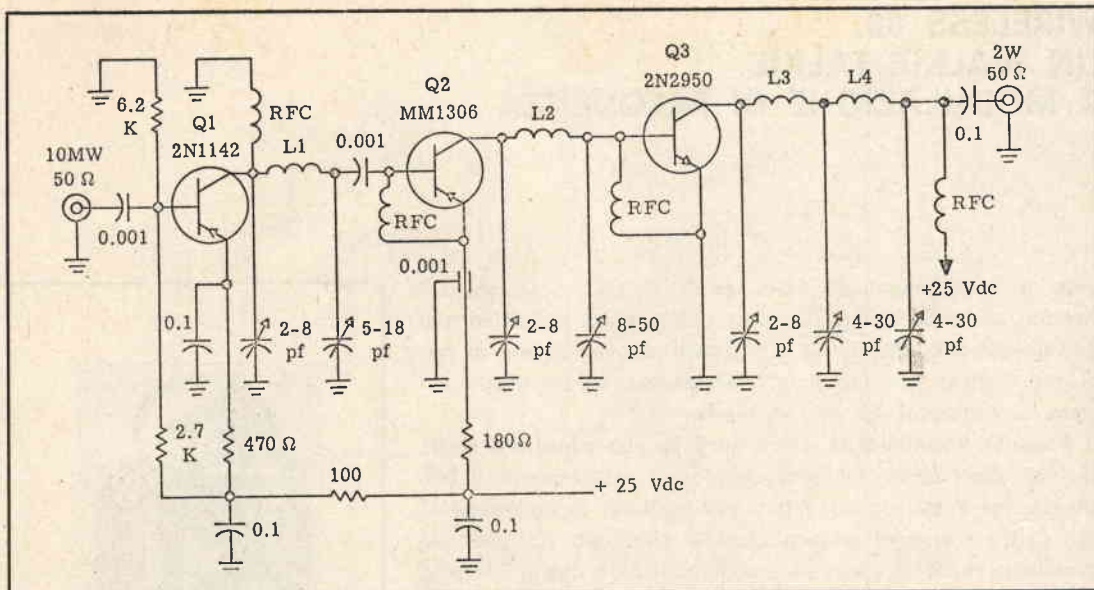 6.2
K
10MW
50 Ω
0.001
Q1
2N1142
RFC
L1
0.001
Q2
MM1306
RFC
0.001
L2
Q3
2N2950
RFC
L3
L4
2W
50 Ω
0.1
RFC
+25 Vdc
0.1
2-8
pf
5-18
pf
2-8
pf
8-50
pf
2-8
pf
4-30
pf
4-30
pf
2.7
K
470 Ω
100
180 Ω
+ 25 Vdc
0.1
0.1